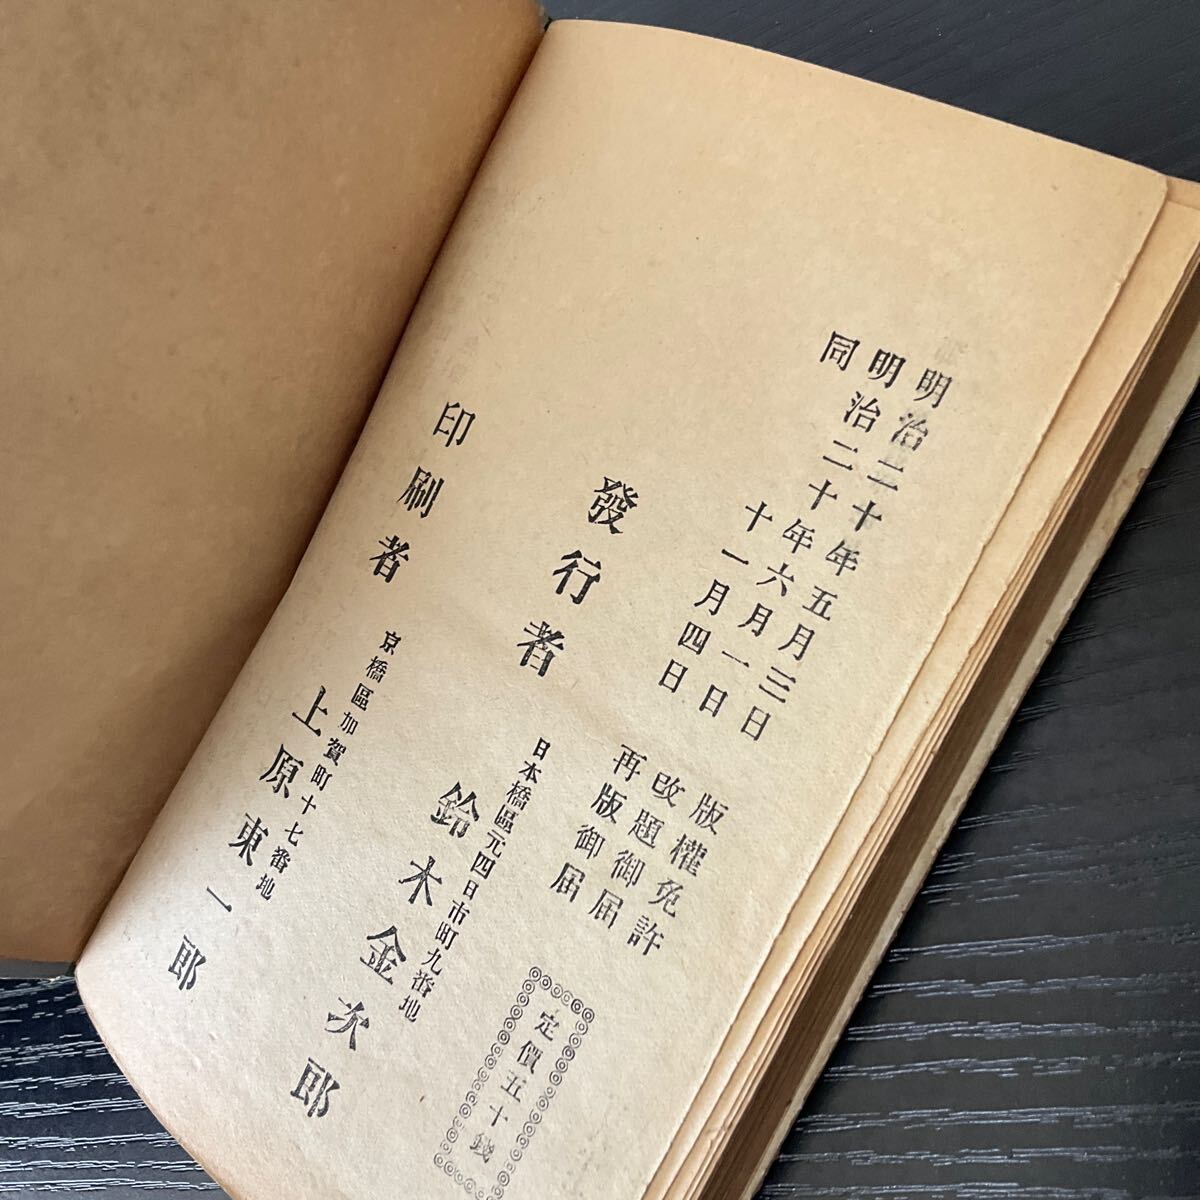 明治二十年五月三日 版權免許
明治二十年六月一日 改題御届
同 十一月四日 再版御届
定價五十錢
日本橋區元四日市町九番地
發行者 鈴木金次郎
京橋區加賀町十七番地
印刷者 上原東一郎